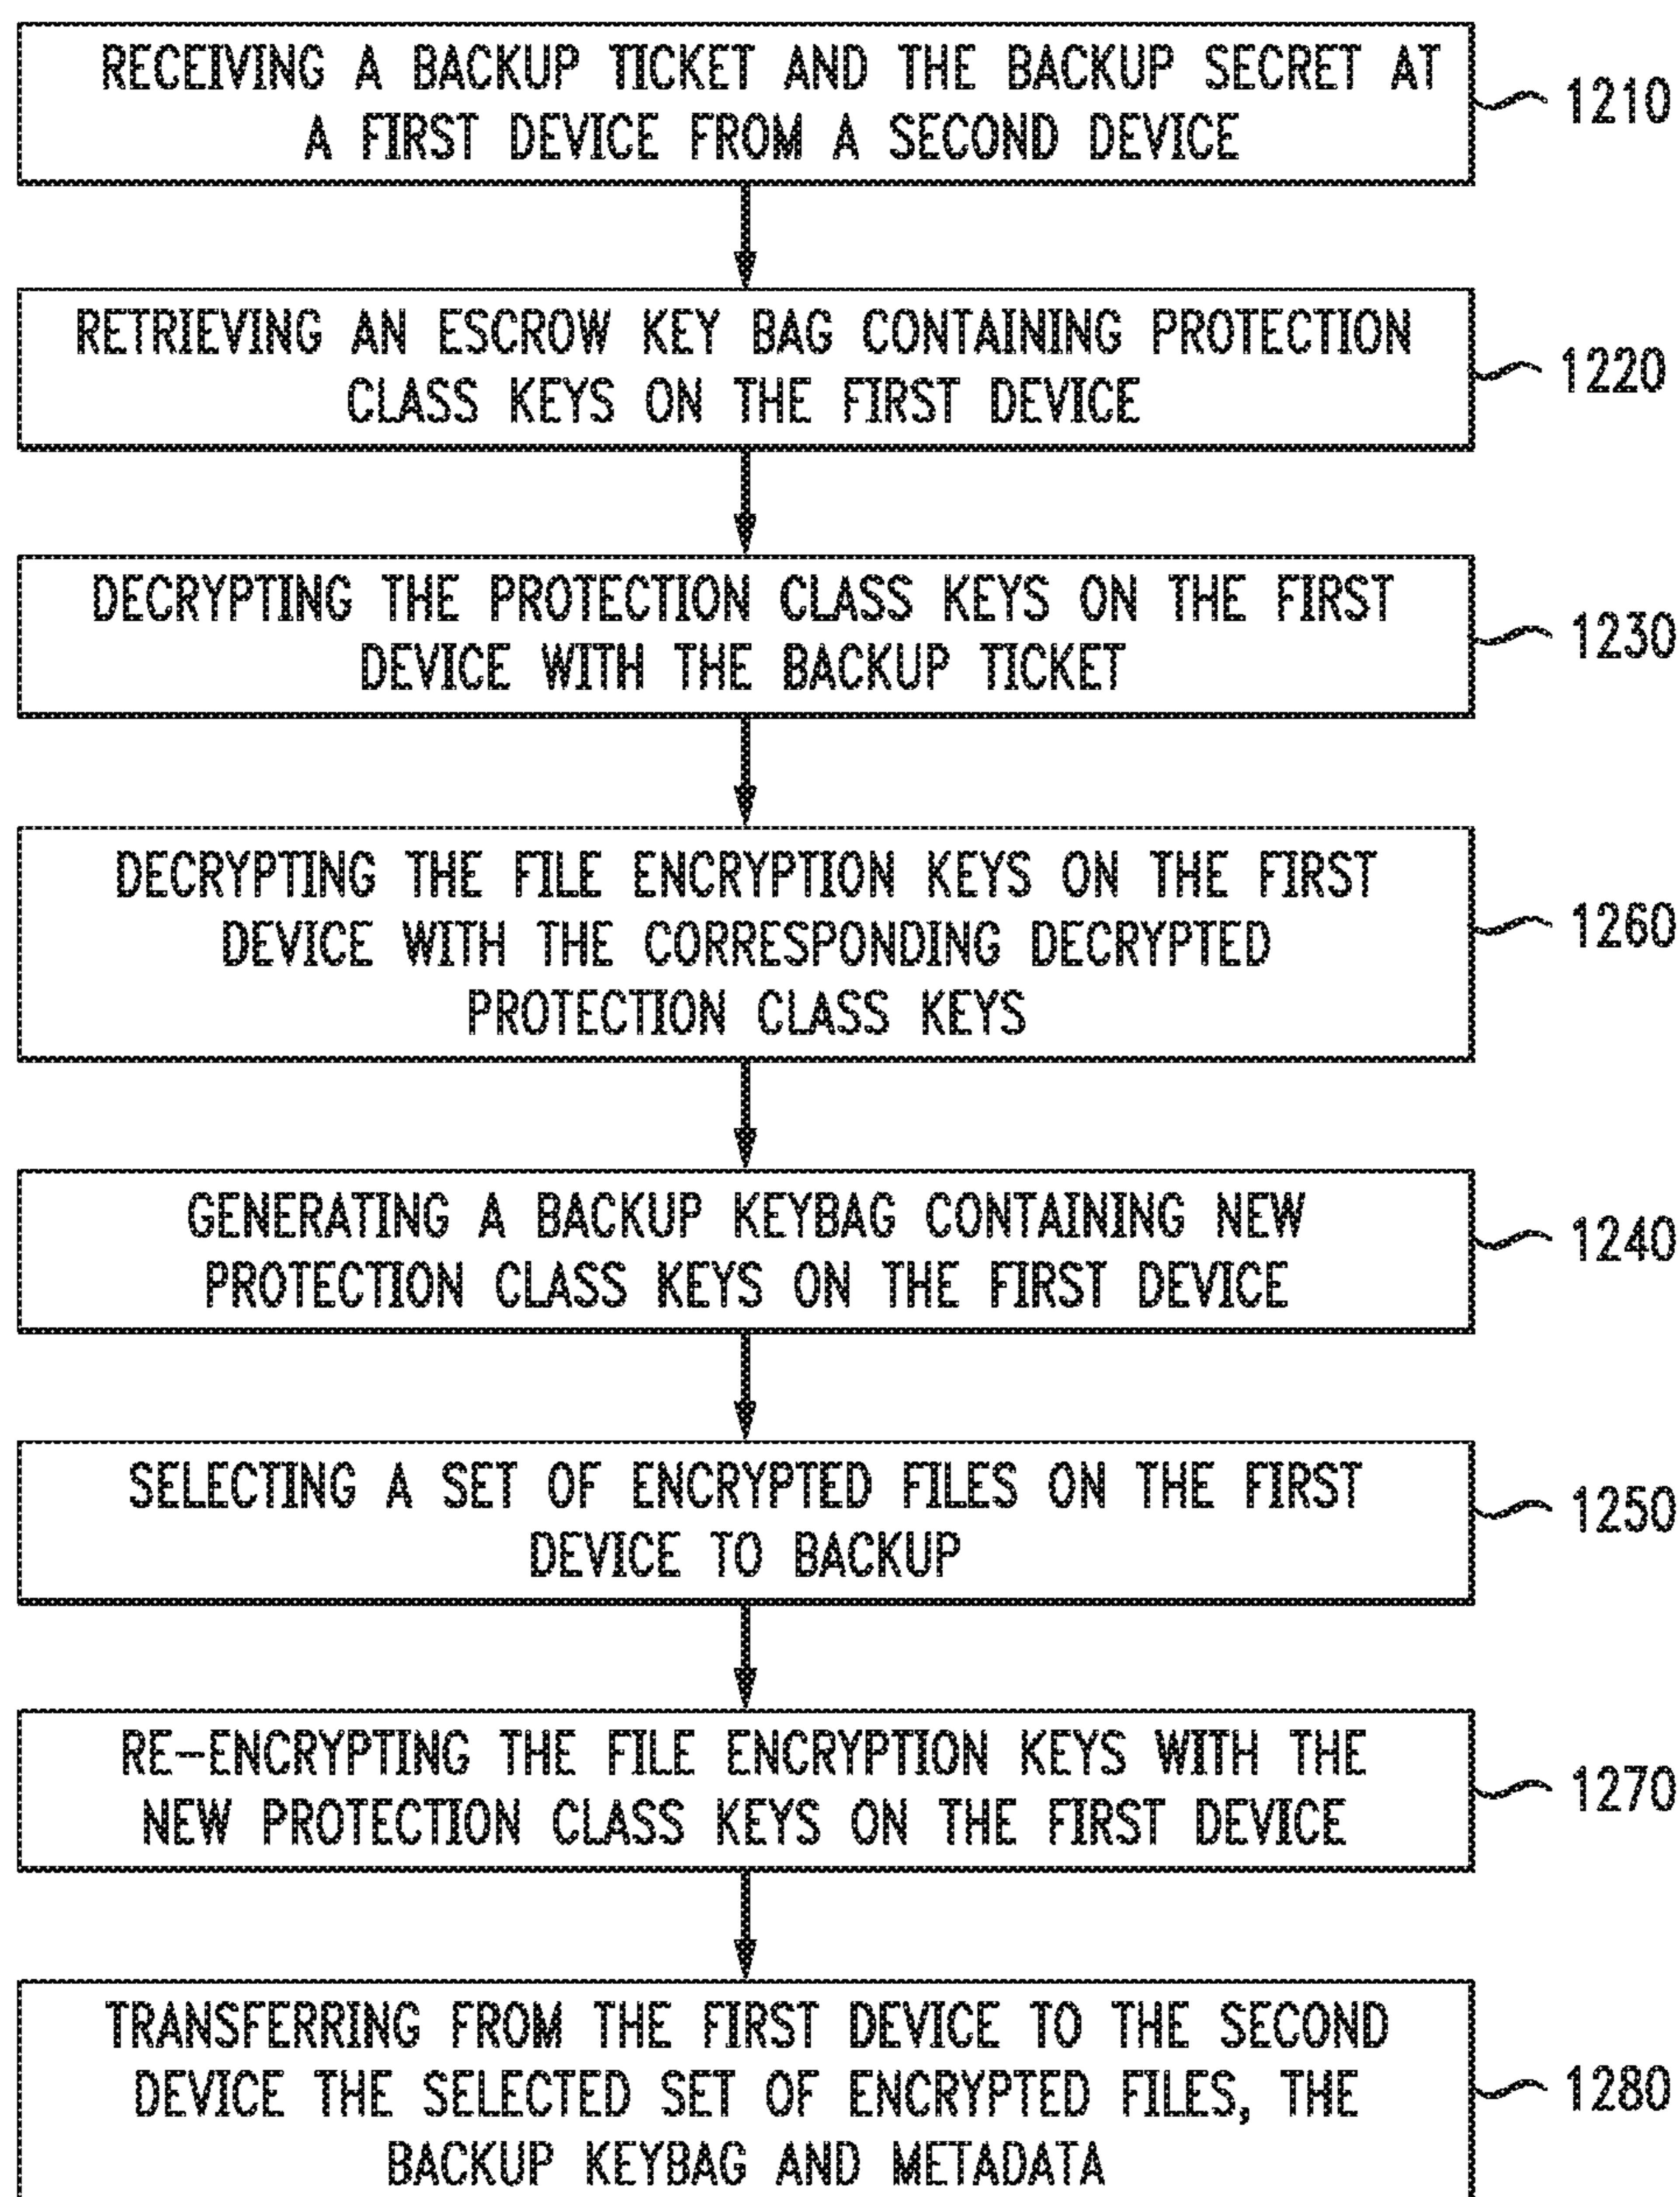 RECEIVING A BACKUP TICKET AND THE BACKUP SECRET AT
A FIRST DEVICE FROM A SECOND DEVICE
1210
RETRIEVING AN ESCROW KEY BAG CONTAINING PROTECTION
CLASS KEYS ON THE FIRST DEVICE
1220
DECRYPTING THE PROTECTION CLASS KEYS ON THE FIRST
DEVICE WITH THE BACKUP TICKET
1230
DECRYPTING THE FILE ENCRYPTION KEYS ON THE FIRST
DEVICE WITH THE CORRESPONDING DECRYPTED
PROTECTION CLASS KEYS
1260
GENERATING A BACKUP KEYBAG CONTAINING NEW
PROTECTION CLASS KEYS ON THE FIRST DEVICE
1240
SELECTING A SET OF ENCRYPTED FILES ON THE FIRST
DEVICE TO BACKUP
1250
RE-ENCRYPTING THE FILE ENCRYPTION KEYS WITH THE
NEW PROTECTION CLASS KEYS ON THE FIRST DEVICE
1270
TRANSFERRING FROM THE FIRST DEVICE TO THE SECOND
DEVICE THE SELECTED SET OF ENCRYPTED FILES, THE
BACKUP KEYBAG AND METADATA
1280